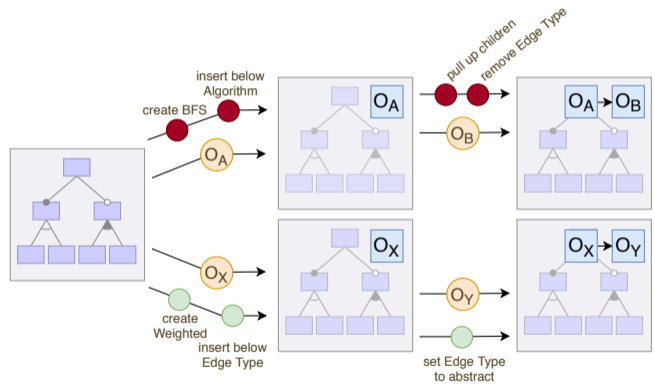 pull up children
remove Edge Type
insert below
Algorithm
create BFS
O_A
O_A
O_B
O_A
O_B
O_X
O_X
O_Y
O_X
O_Y
create
Weighted
insert below
Edge Type
set Edge Type
to abstract